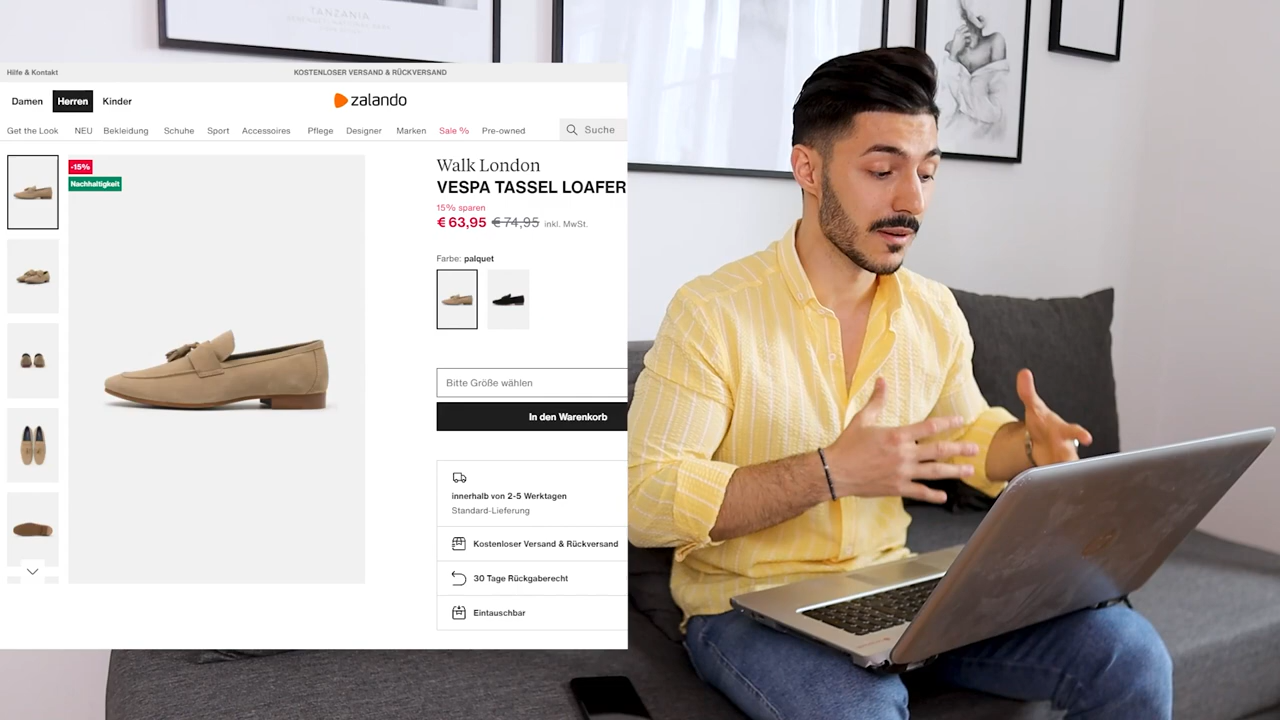 TANZANIA
Hilfe & Kontakt
KOSTENLOSER VERSAND & RÜCKVERSAND
Damen Herren Kinder
zalando
Get the Look NEU Bekleidung Schuhe Sport Accessoires Pflege Designer Marken Sale % Pre-owned
Suche
-15%
Nachhaltigkeit
Walk London
VESPA TASSEL LOAFER
15% sparen
€ 63,95 € 74,95 inkl. MwSt.
Farbe: palquet
Bitte Größe wählen
In den Warenkorb
innerhalb von 2-5 Werktagen
Standard-Lieferung
Kostenloser Versand & Rückversand
30 Tage Rückgaberecht
Eintauschbar